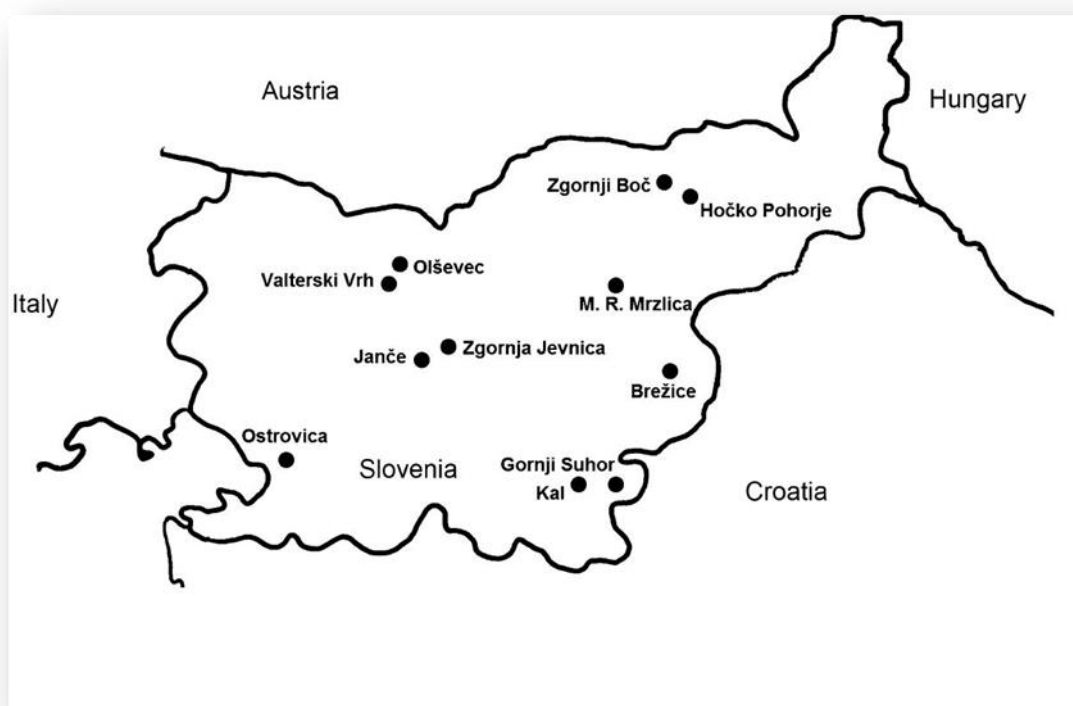 Austria
Hungary
Zgornji Boč
Hočko Pohorje
Olševec
Valterski Vrh
Italy
M. R. Mrzlica
Zgornja Jevnica
Janče
Brežice
Ostrovica
Slovenia
Gornji Suhor
Kal
Croatia